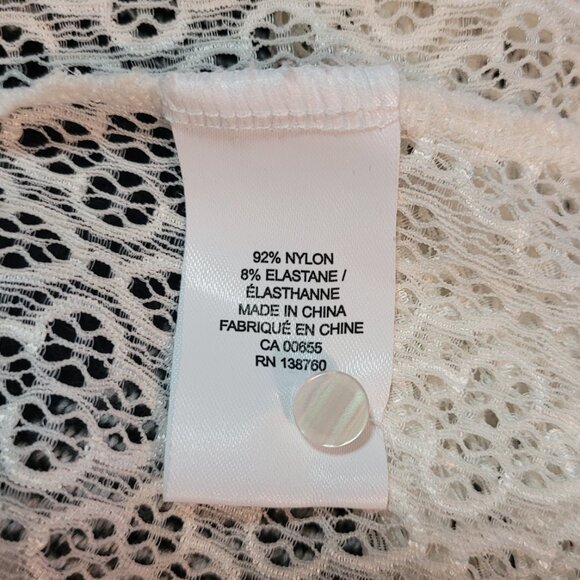 92% NYLON
8% ELASTANE /
ÉLASTHANNE
MADE IN CHINA
FABRIQUÉ EN CHINE
CA 00655
RN 138760